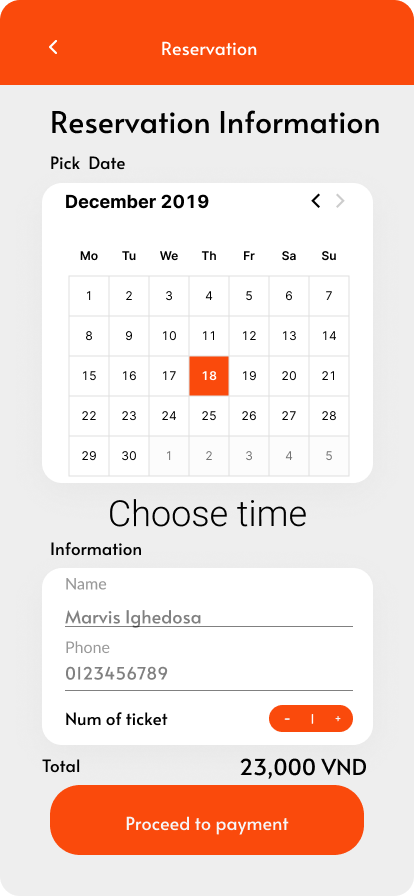 Reservation
Reservation Information
Pick Date
December 2019
Mo Tu We Th Fr Sa Su
1 2 3 4 5 6 7
8 9 10 11 12 13 14
15 16 17 18 19 20 21
22 23 24 25 26 27 28
29 30 1 2 3 4 5
Choose time
Information
Name
Marvis Ighedosa
Phone
0123456789
Num of ticket - 1 +
Total 23,000 VND
Proceed to payment